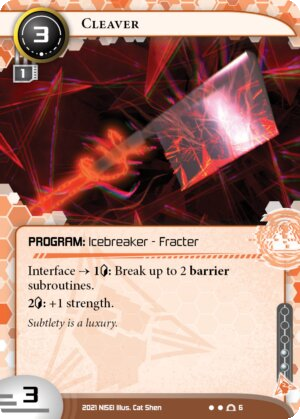 3
Cleaver
1
PROGRAM: Icebreaker - Fracter
Interface → 1: Break up to 2 barrier
subroutines.
2: +1 strength.
Subtlety is a luxury.
3
2021 NISEI Illus. Cat Shen
6